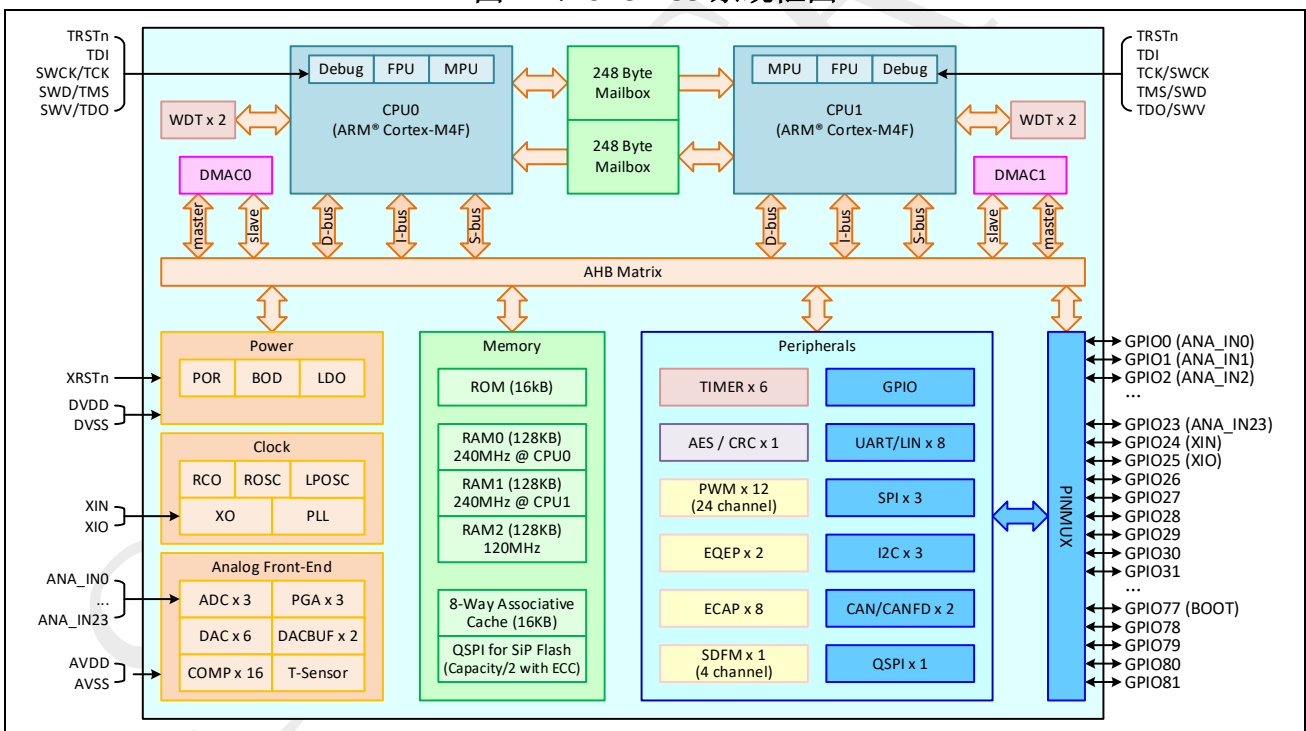 TRSTn
TDI
SWCK/TCK
SWD/TMS
SWV/TDO
Debug
FPU
MPU
CPU0
(ARM® Cortex-M4F)
248 Byte
Mailbox
248 Byte
Mailbox
MPU
FPU
Debug
CPU1
(ARM® Cortex-M4F)
TRSTn
TDI
TCK/SWCK
TMS/SWD
TDO/SWV
WDT x 2
WDT x 2
DMAC0
DMAC1
master
slave
D-bus
I-bus
S-bus
D-bus
I-bus
S-bus
slave
master
AHB Matrix
XRSTn
DVDD
DVSS
Power
POR
BOD
LDO
XIN
XIO
Clock
RCO
ROSC
LPOSC
XO
PLL
ANA_IN0
...
ANA_IN23
AVDD
AVSS
Analog Front-End
ADC x 3
PGA x 3
DAC x 6
DACBUF x 2
COMP x 16
T-Sensor
Memory
ROM (16kB)
RAM0 (128KB)
240MHz @ CPU0
RAM1 (128KB)
240MHz @ CPU1
RAM2 (128KB)
120MHz
8-Way Associative
Cache (16KB)
QSPI for SiP Flash
(Capacity/2 with ECC)
Peripherals
TIMER x 6
GPIO
AES / CRC x 1
UART/LIN x 8
PWM x 12
(24 channel)
SPI x 3
EQEP x 2
I2C x 3
ECAP x 8
CAN/CANFD x 2
SDFM x 1
(4 channel)
QSPI x 1
PINMUX
GPIO0 (ANA_IN0)
GPIO1 (ANA_IN1)
GPIO2 (ANA_IN2)
...
GPIO23 (ANA_IN23)
GPIO24 (XIN)
GPIO25 (XIO)
GPIO26
GPIO27
GPIO28
GPIO29
GPIO30
GPIO31
...
GPIO77 (BOOT)
GPIO78
GPIO79
GPIO80
GPIO81